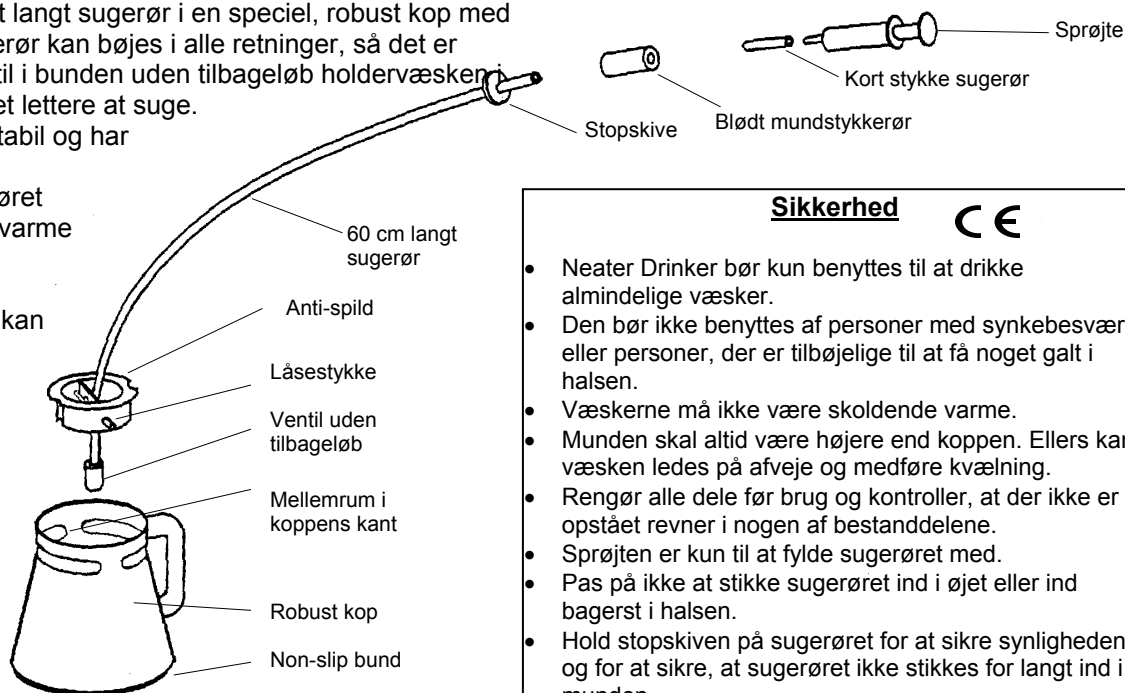 t langt sugerør i en speciel, robust kop med
erør kan bøjes i alle retninger, så det er
til i bunden uden tilbageløb holdervæsken i
et lettere at suge.
tabil og har
øret
varme
kan
Sprøjte
Kort stykke sugerør
Blødt mundstykkerør
Stopskive
60 cm langt
sugerør
Anti-spild
Låsestykke
Ventil uden
tilbageløb
Mellemrum i
koppens kant
Robust kop
Non-slip bund
Sikkerhed CE
• Neater Drinker bør kun benyttes til at drikke
almindelige væsker.
• Den bør ikke benyttes af personer med synkebesvær
eller personer, der er tilbøjelige til at få noget galt i
halsen.
• Væskerne må ikke være skoldende varme.
• Munden skal altid være højere end koppen. Ellers kan
væsken ledes på afveje og medføre kvælning.
• Rengør alle dele før brug og kontroller, at der ikke er
opstået revner i nogen af bestanddelene.
• Sprøjten er kun til at fylde sugerøret med.
• Pas på ikke at stikke sugerøret ind i øjet eller ind
bagerst i halsen.
• Hold stopskiven på sugerøret for at sikre synligheden
og for at sikre, at sugerøret ikke stikkes for langt ind i
munden